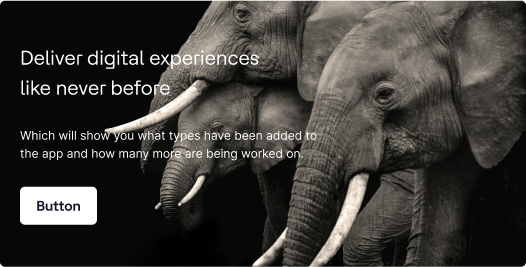 Deliver digital experiences
like never before
Which will show you what types have been added to
the app and how many more are being worked on.
Button